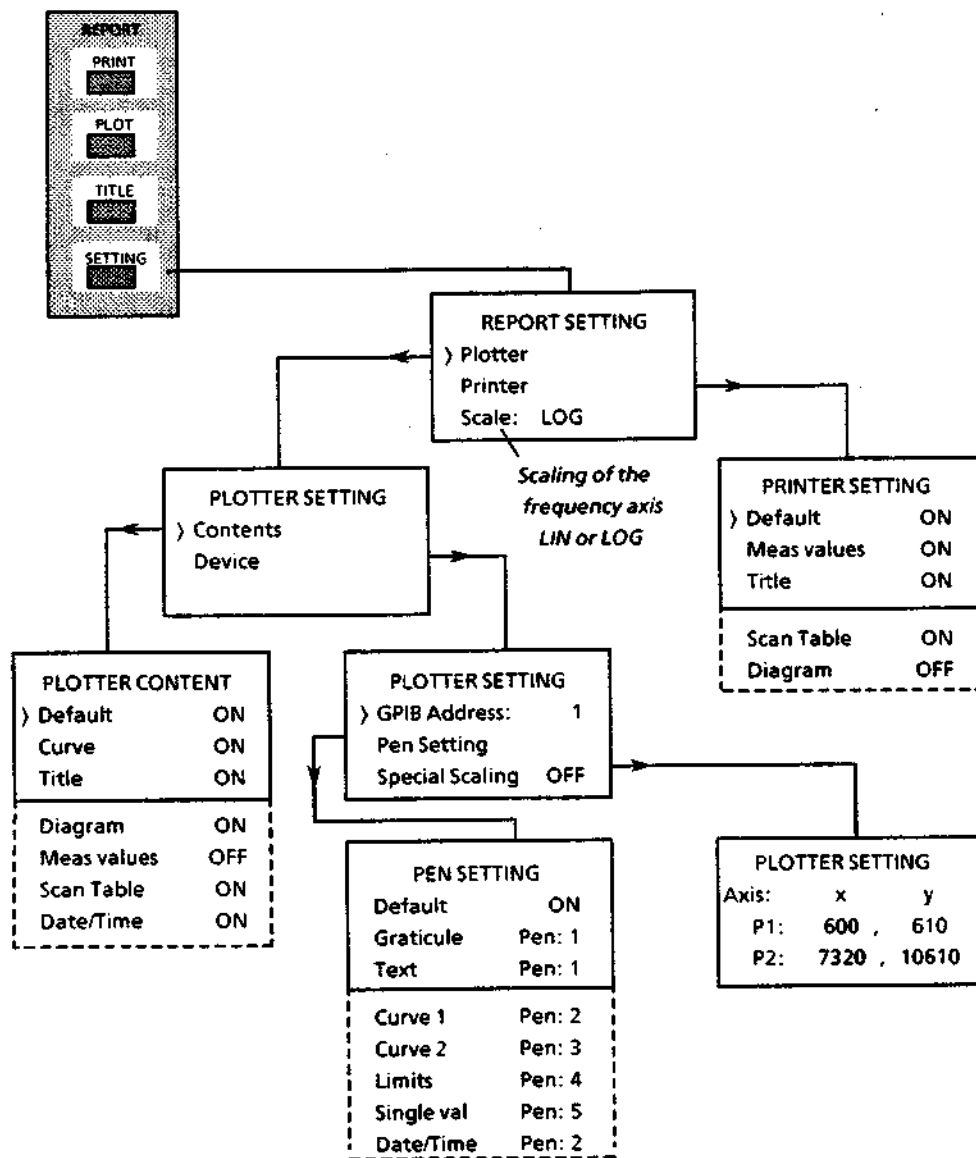 REPORT
PRINT
PLOT
TITLE
SETTING
REPORT SETTING
⟩ Plotter
Printer
Scale: LOG
Scaling of the
frequency axis
LIN or LOG
PLOTTER SETTING
⟩ Contents
Device
PRINTER SETTING
⟩ Default ON
Meas values ON
Title ON
Scan Table ON
Diagram OFF
PLOTTER CONTENT
⟩ Default ON
Curve ON
Title ON
Diagram ON
Meas values OFF
Scan Table ON
Date/Time ON
PLOTTER SETTING
⟩ GPIB Address: 1
Pen Setting
Special Scaling OFF
PEN SETTING
Default ON
Graticule Pen: 1
Text Pen: 1
Curve 1 Pen: 2
Curve 2 Pen: 3
Limits Pen: 4
Single val Pen: 5
Date/Time Pen: 2
PLOTTER SETTING
Axis: x y
P1: 600 , 610
P2: 7320 , 10610